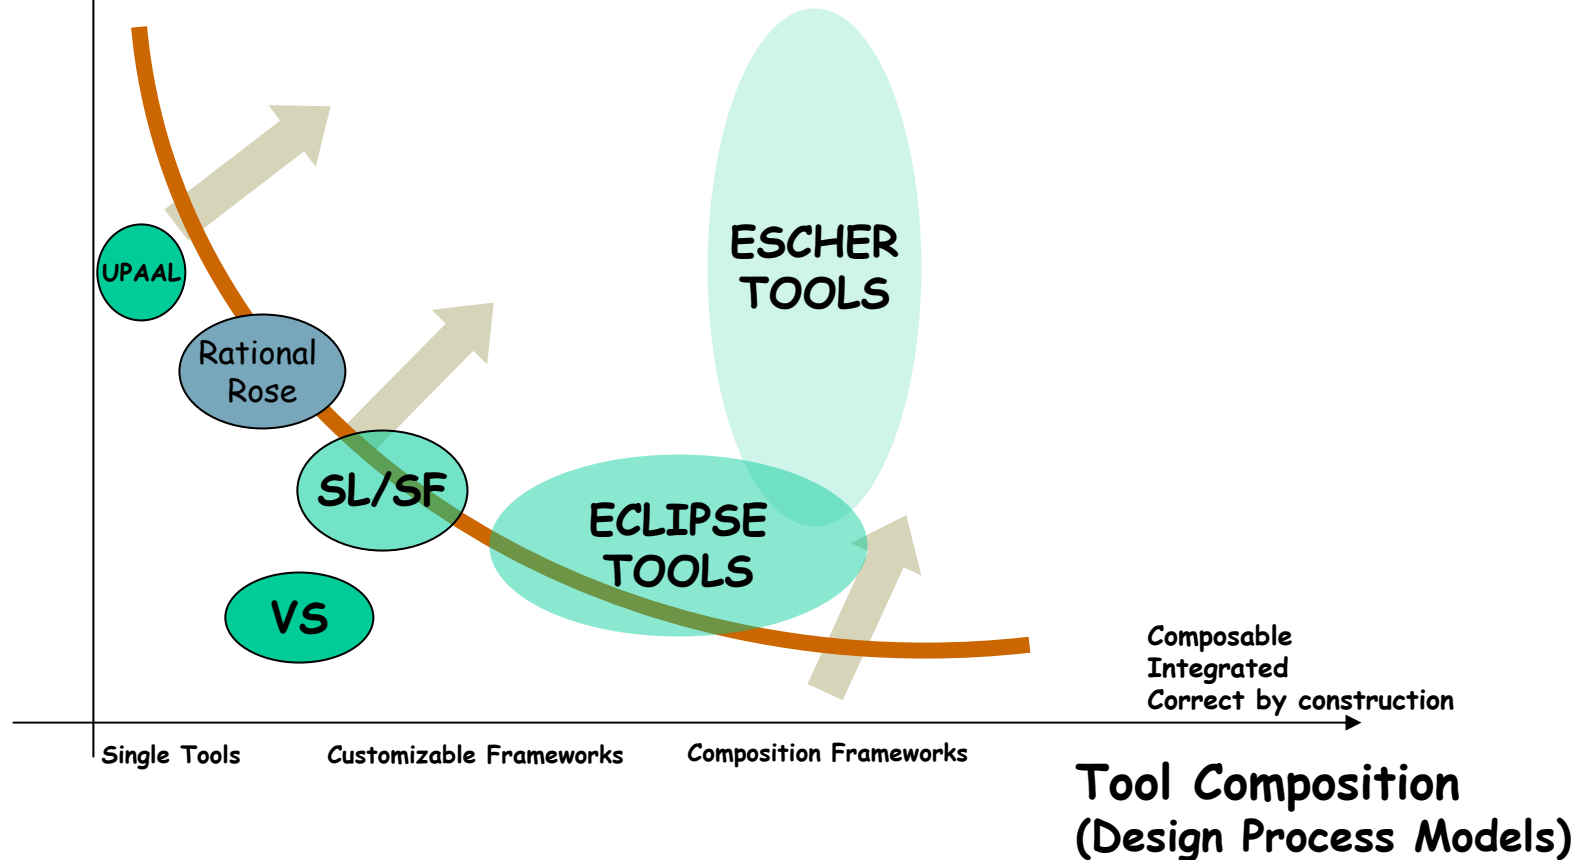 ESCHER
TOOLS
UPAAL
Rational
Rose
SL/SF
ECLIPSE
TOOLS
VS
Composable
Integrated
Correct by construction
Single Tools
Customizable Frameworks
Composition Frameworks
Tool Composition
(Design Process Models)